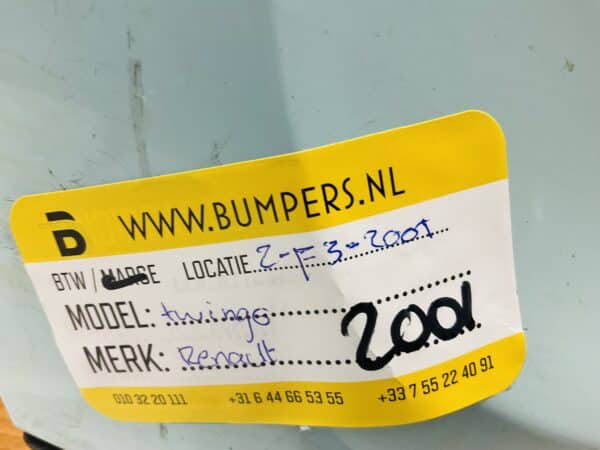 B WWW.BUMPERS.NL
BTW / MARGE LOCATIE 2-F3-2001
MODEL: twingo
MERK: Renault 2001
010 32 20 111 +31 6 44 66 53 55 +33 7 55 22 40 91